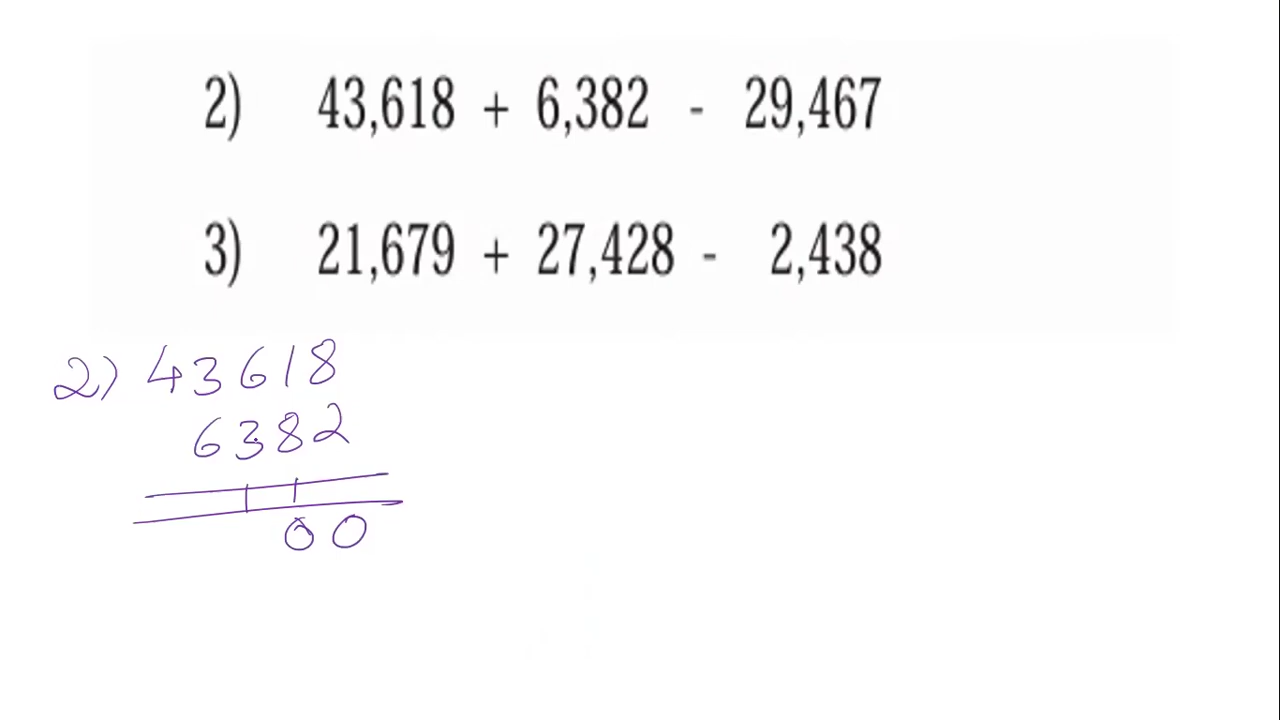 2) 43,618 + 6,382 - 29,467
3) 21,679 + 27,428 - 2,438
2) 43618
6382
1 1
00